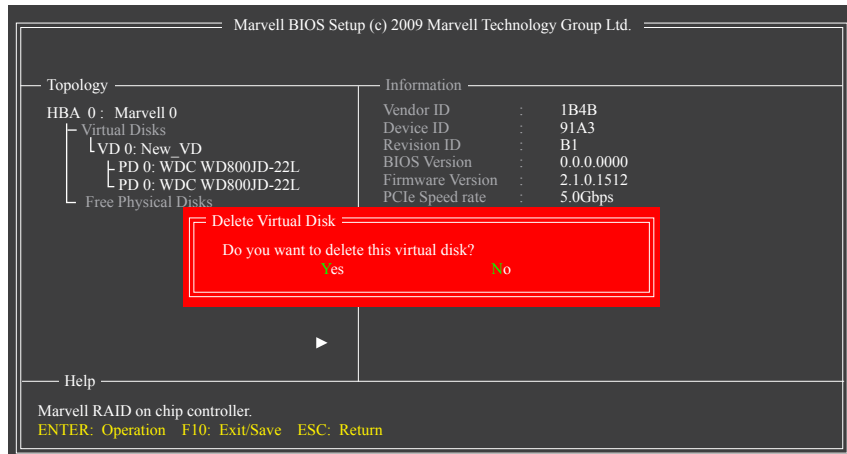 Marvell BIOS Setup (c) 2009 Marvell Technology Group Ltd.
Topology
HBA 0 : Marvell 0
Virtual Disks
VD 0: New_VD
PD 0: WDC WD800JD-22L
PD 0: WDC WD800JD-22L
Free Physical Disks
Information
Vendor ID : 1B4B
Device ID : 91A3
Revision ID : B1
BIOS Version : 0.0.0.0000
Firmware Version : 2.1.0.1512
PCIe Speed rate : 5.0Gbps
Delete Virtual Disk
Do you want to delete this virtual disk?
Yes No
Help
Marvell RAID on chip controller.
ENTER: Operation F10: Exit/Save ESC: Return